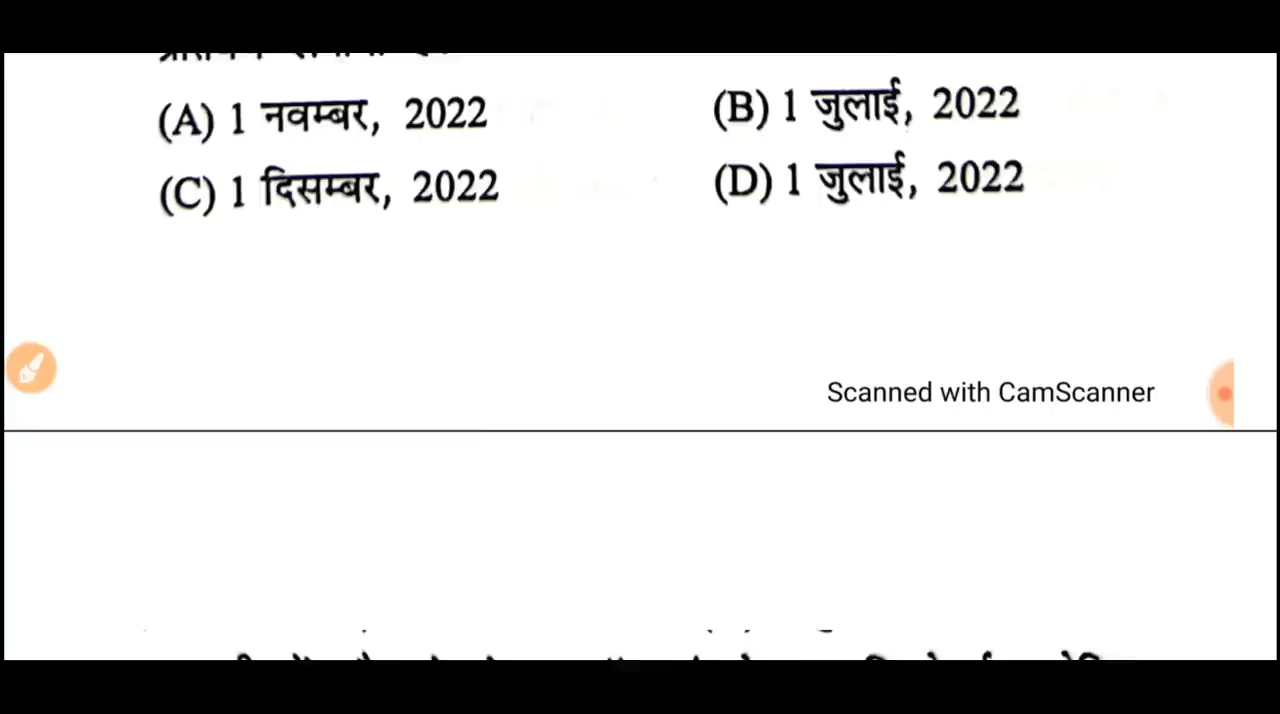 (A) 1 नवम्बर, 2022 (B) 1 जुलाई, 2022
(C) 1 दिसम्बर, 2022 (D) 1 जुलाई, 2022
Scanned with CamScanner